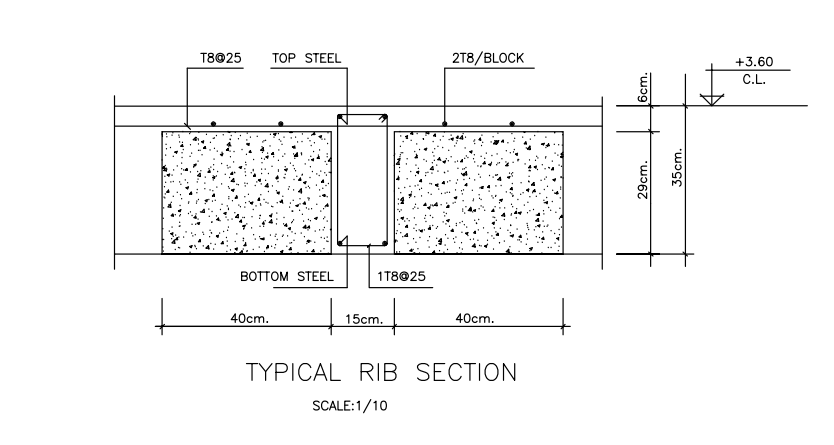 T8@25
TOP STEEL
2T8/BLOCK
+3.60
C.L.
6cm.
29cm.
35cm.
BOTTOM STEEL
1T8@25
40cm.
15cm.
40cm.
TYPICAL RIB SECTION
SCALE:1/10